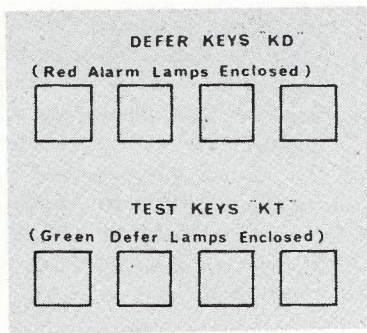 DEFER KEYS "KD"
(Red Alarm Lamps Enclosed)
TEST KEYS "KT"
(Green Defer Lamps Enclosed)